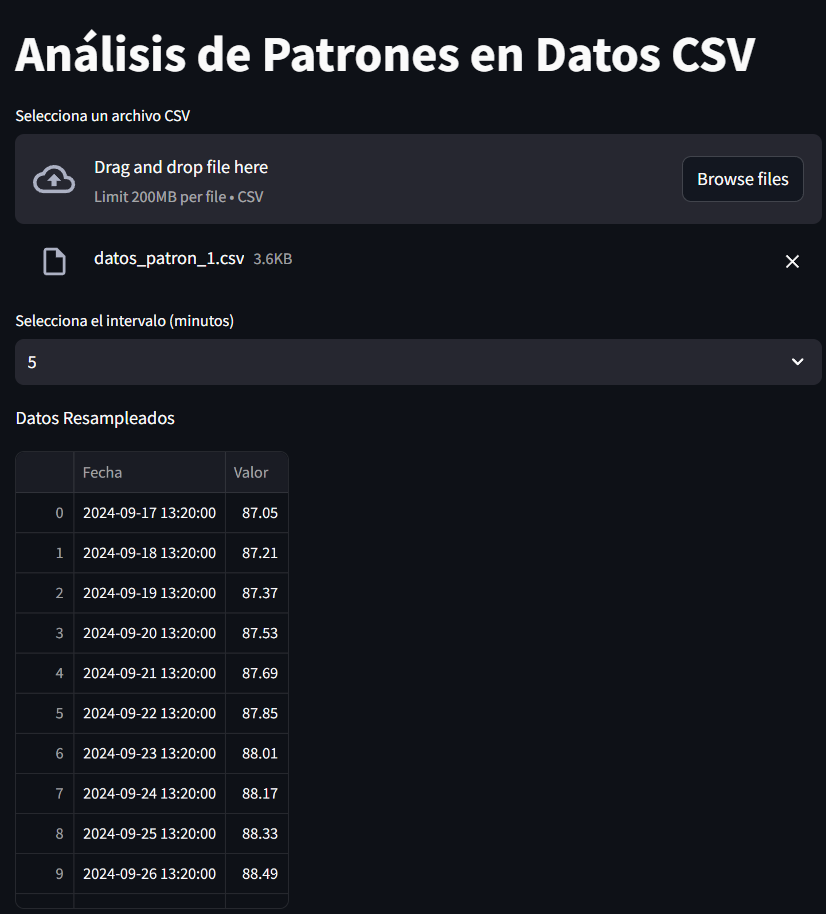 Análisis de Patrones en Datos CSV
Selecciona un archivo CSV
Drag and drop file here
Limit 200MB per file • CSV
Browse files
datos_patron_1.csv 3.6KB
Selecciona el intervalo (minutos)
5
Datos Resampleados
Fecha Valor
0 2024-09-17 13:20:00 87.05
1 2024-09-18 13:20:00 87.21
2 2024-09-19 13:20:00 87.37
3 2024-09-20 13:20:00 87.53
4 2024-09-21 13:20:00 87.69
5 2024-09-22 13:20:00 87.85
6 2024-09-23 13:20:00 88.01
7 2024-09-24 13:20:00 88.17
8 2024-09-25 13:20:00 88.33
9 2024-09-26 13:20:00 88.49